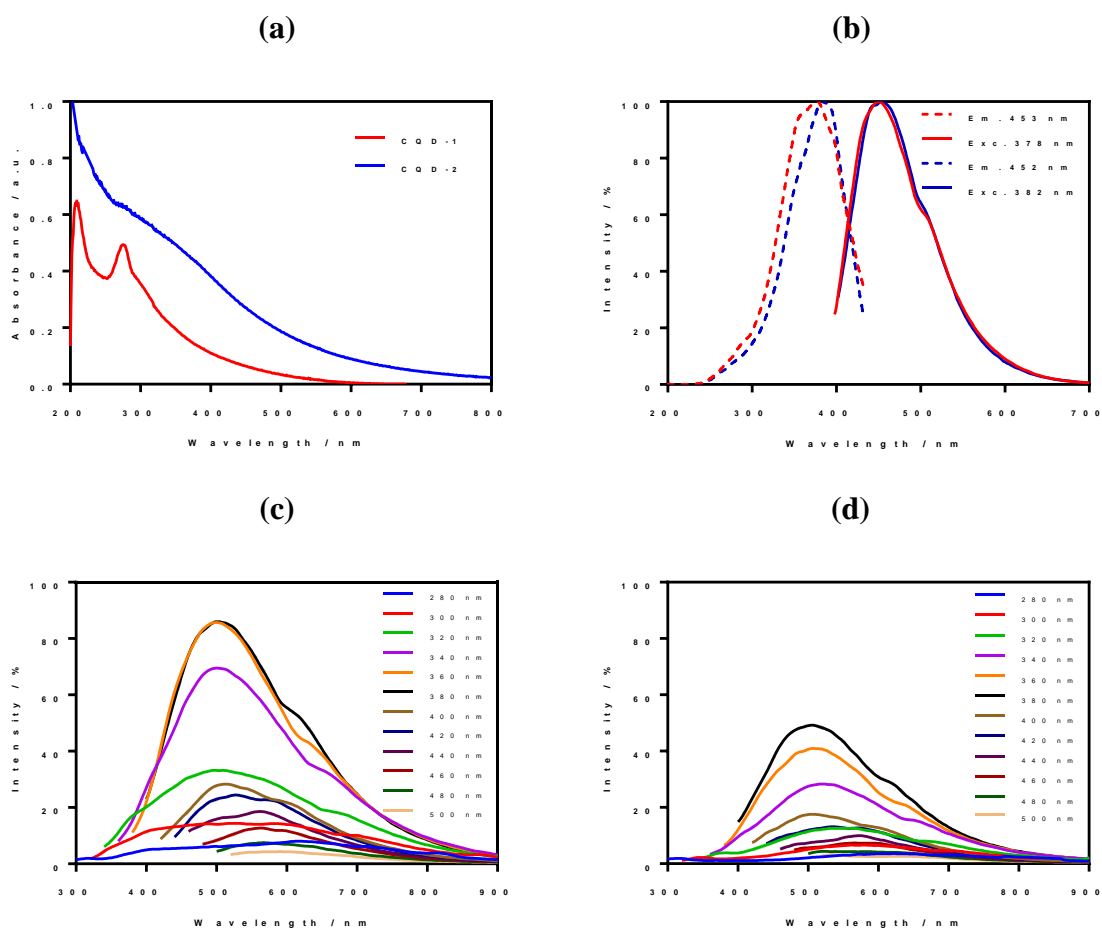 (a)
1.0
0.8
0.6
0.4
0.2
0.0
Absorbance / a.u.
200 300 400 500 600 700 800
Wavelength /nm
CQD-1
CQD-2
(b)
100
80
60
40
20
0
Intensity / %
200 300 400 500 600 700
Wavelength /nm
Em.453 nm
Exc.378 nm
Em.452 nm
Exc.382 nm
(c)
100
80
60
40
20
0
Intensity / %
300 400 500 600 700 800 900
Wavelength /nm
280 nm
300 nm
320 nm
340 nm
360 nm
380 nm
400 nm
420 nm
440 nm
460 nm
480 nm
500 nm
(d)
100
80
60
40
20
0
Intensity / %
300 400 500 600 700 800 900
Wavelength /nm
280 nm
300 nm
320 nm
340 nm
360 nm
380 nm
400 nm
420 nm
440 nm
460 nm
480 nm
500 nm